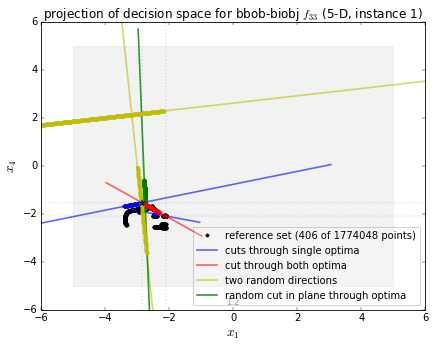 projection of decision space for bbob-biobj f₃₃ (5-D, instance 1)
6
4
2
0
−2
−4
−6
x₄
reference set (406 of 1774048 points)
cuts through single optima
cut through both optima
two random directions
random cut in plane through optima
−6
−4
−2
0
2
4
6
x₁